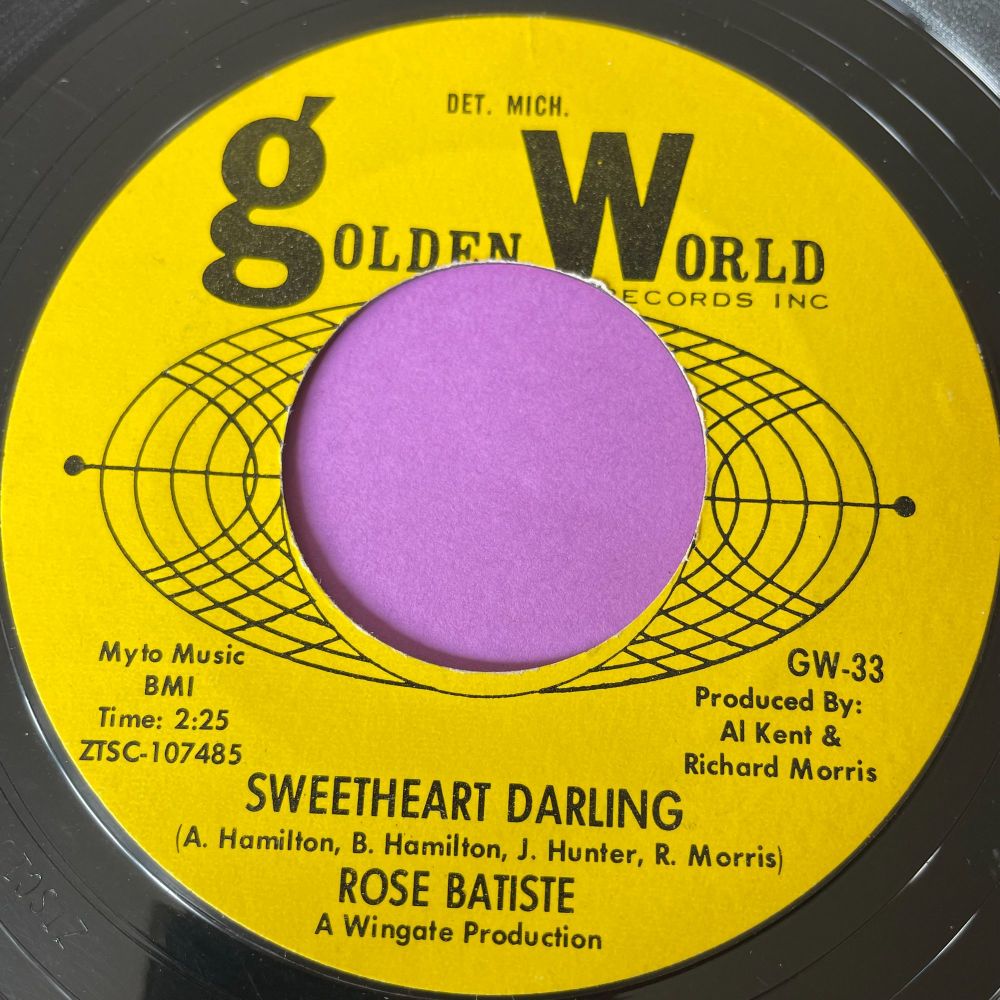 DET. MICH.
gOLDEN WORLD
RECORDS INC
Myto Music
BMI
Time: 2:25
ZTSC-107485
GW-33
Produced By:
Al Kent &
Richard Morris
SWEETHEART DARLING
(A. Hamilton, B. Hamilton, J. Hunter, R. Morris)
ROSE BATISTE
A Wingate Production